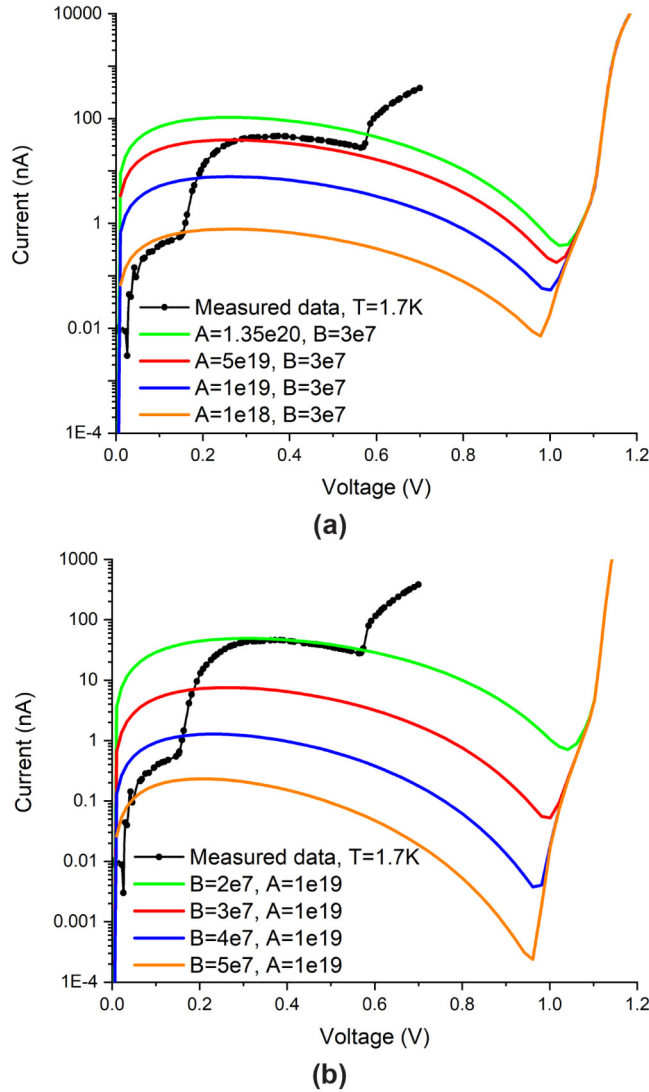 10000
100
1
0.01
1E-4
Current (nA)
Measured data, T=1.7K
A=1.35e20, B=3e7
A=5e19, B=3e7
A=1e19, B=3e7
A=1e18, B=3e7
0.0 0.2 0.4 0.6 0.8 1.0 1.2
Voltage (V)
(a)
1000
100
10
1
0.1
0.01
0.001
1E-4
Current (nA)
Measured data, T=1.7K
B=2e7, A=1e19
B=3e7, A=1e19
B=4e7, A=1e19
B=5e7, A=1e19
0.0 0.2 0.4 0.6 0.8 1.0 1.2
Voltage (V)
(b)